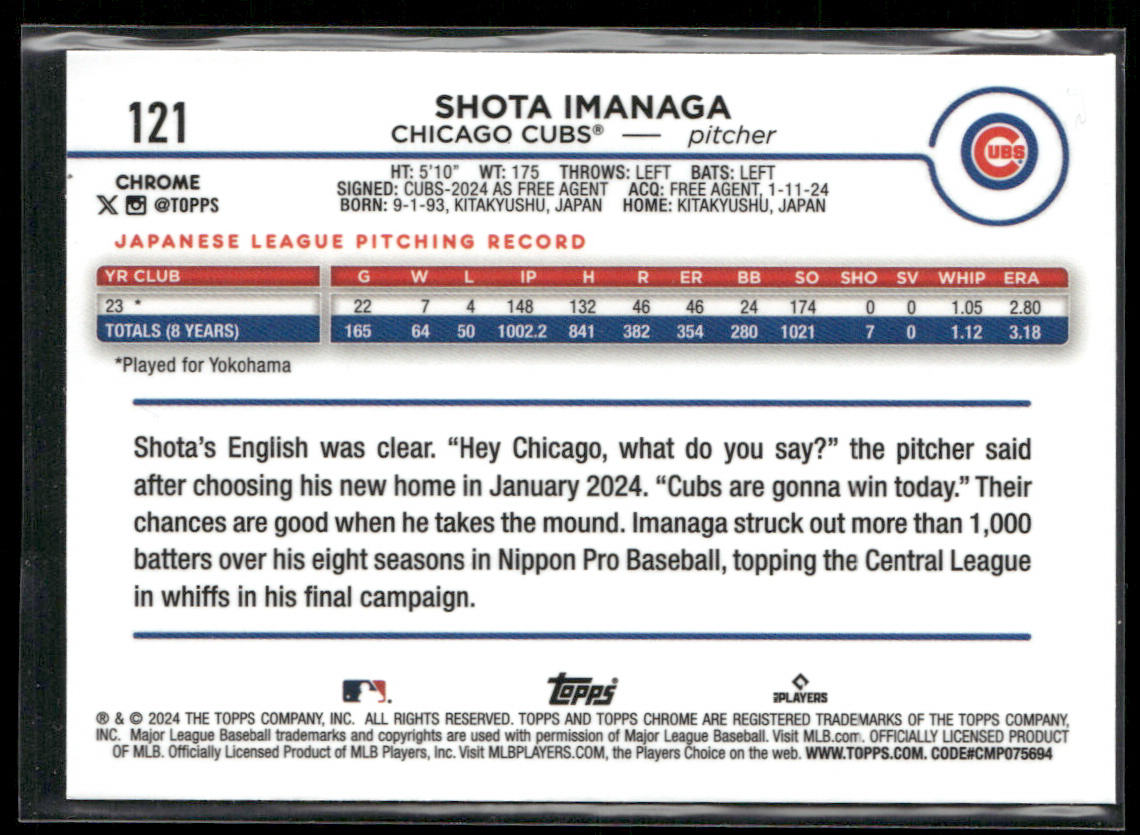 121
SHOTA IMANAGA
CHICAGO CUBS® — pitcher
CUBS
CHROME
@TOPPS
HT: 5'10" WT: 175 THROWS: LEFT BATS: LEFT
SIGNED: CUBS-2024 AS FREE AGENT ACQ: FREE AGENT, 1-11-24
BORN: 9-1-93, KITAKYUSHU, JAPAN HOME: KITAKYUSHU, JAPAN
JAPANESE LEAGUE PITCHING RECORD
YR CLUB G W L IP H R ER BB SO SHO SV WHIP ERA
23 * 22 7 4 148 132 46 46 24 174 0 0 1.05 2.80
TOTALS (8 YEARS) 165 64 50 1002.2 841 382 354 280 1021 7 0 1.12 3.18
*Played for Yokohama
Shota's English was clear. “Hey Chicago, what do you say?” the pitcher said
after choosing his new home in January 2024. “Cubs are gonna win today.” Their
chances are good when he takes the mound. Imanaga struck out more than 1,000
batters over his eight seasons in Nippon Pro Baseball, topping the Central League
in whiffs in his final campaign.
Topps
PLAYERS
® & © 2024 THE TOPPS COMPANY, INC. ALL RIGHTS RESERVED. TOPPS AND TOPPS CHROME ARE REGISTERED TRADEMARKS OF THE TOPPS COMPANY,
INC. Major League Baseball trademarks and copyrights are used with permission of Major League Baseball. Visit MLB.com. OFFICIALLY LICENSED PRODUCT
OF MLB. Officially Licensed Product of MLB Players, Inc. Visit MLBPLAYERS.COM, the Players Choice on the web. WWW.TOPPS.COM. CODE#CMP075694